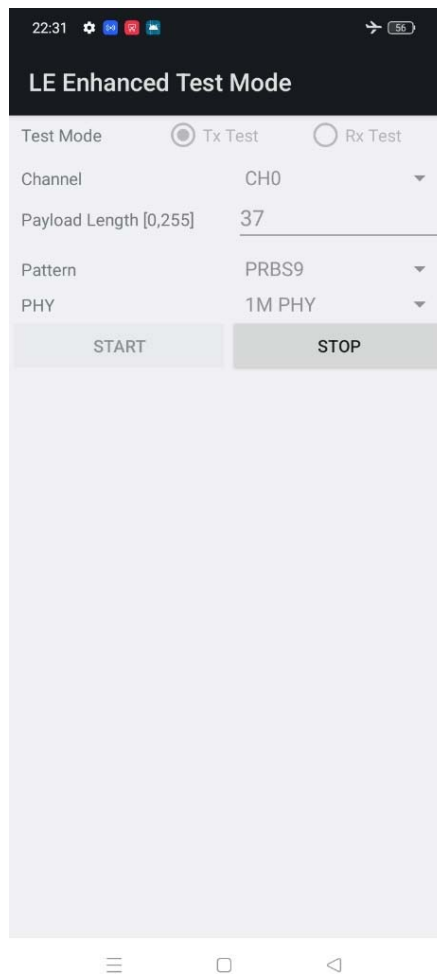 22:31 56
LE Enhanced Test Mode
Test Mode Tx Test Rx Test
Channel CH0
Payload Length [0,255] 37
Pattern PRBS9
PHY 1M PHY
START STOP